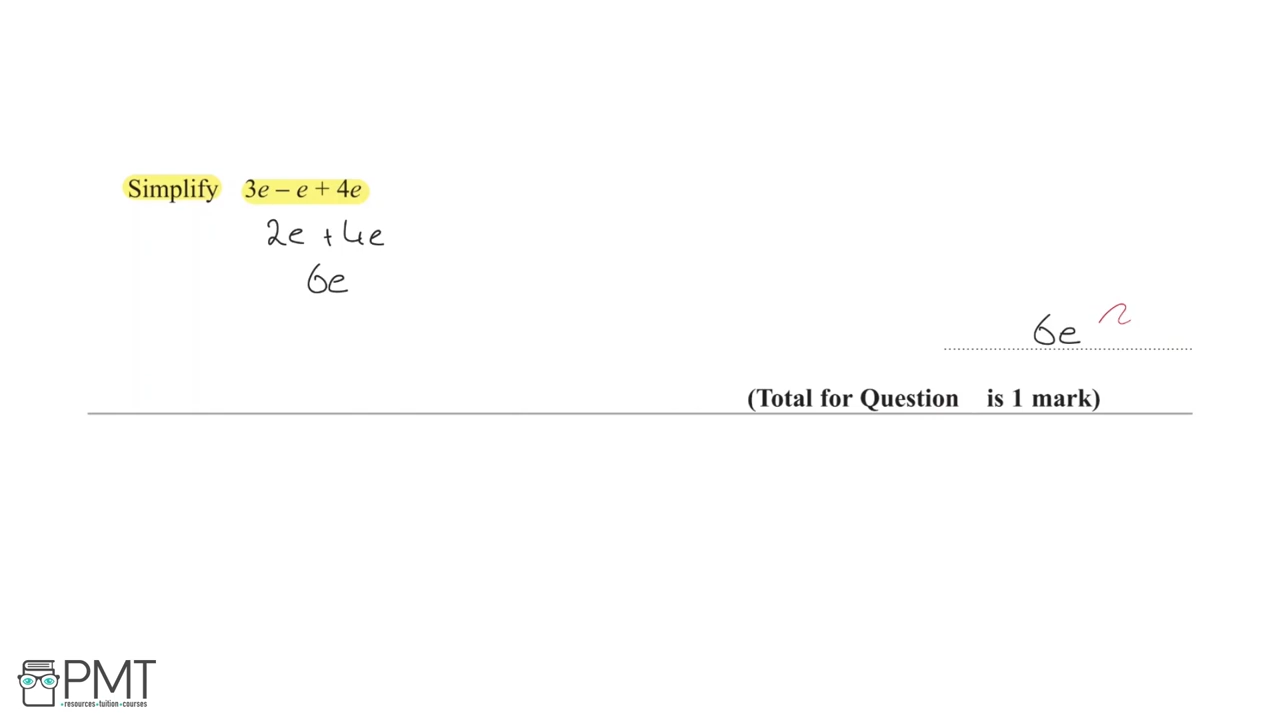 Simplify 3e – e + 4e
2e + 4e
6e
6e
(Total for Question is 1 mark)
PMT
•resources•tuition•courses